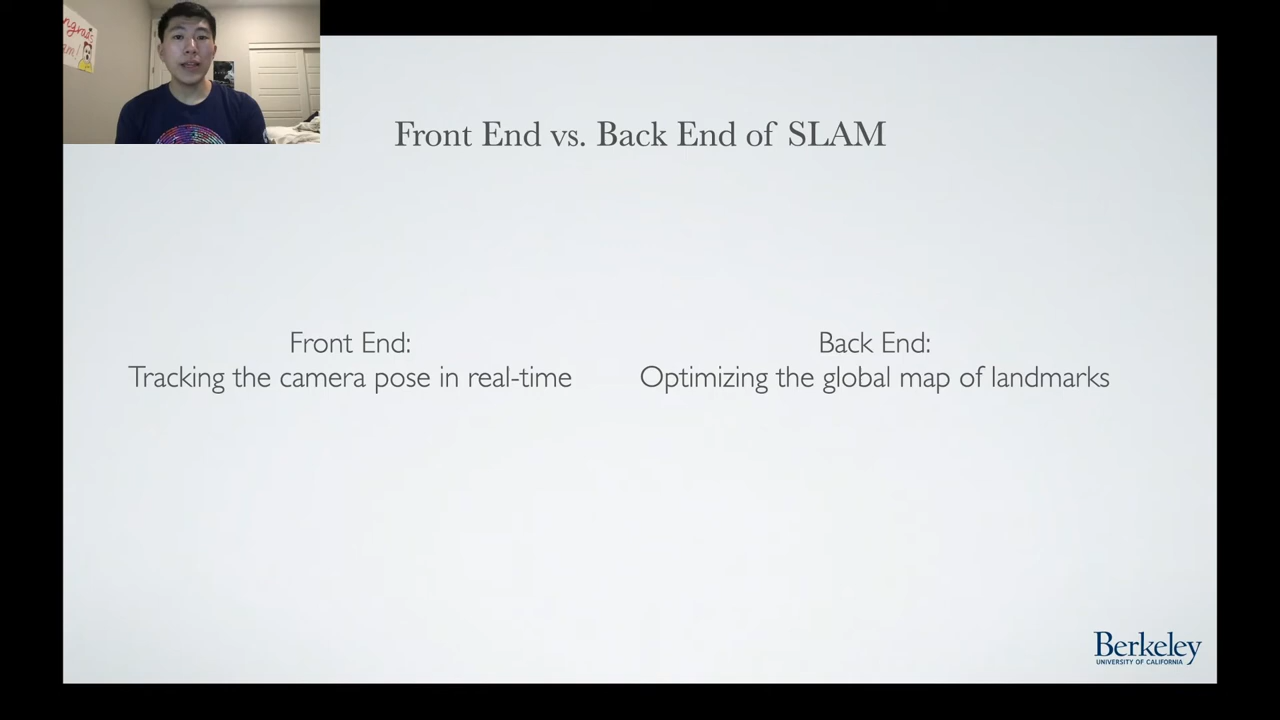 Front End vs. Back End of SLAM
Front End:
Tracking the camera pose in real-time
Back End:
Optimizing the global map of landmarks
Berkeley
UNIVERSITY OF CALIFORNIA